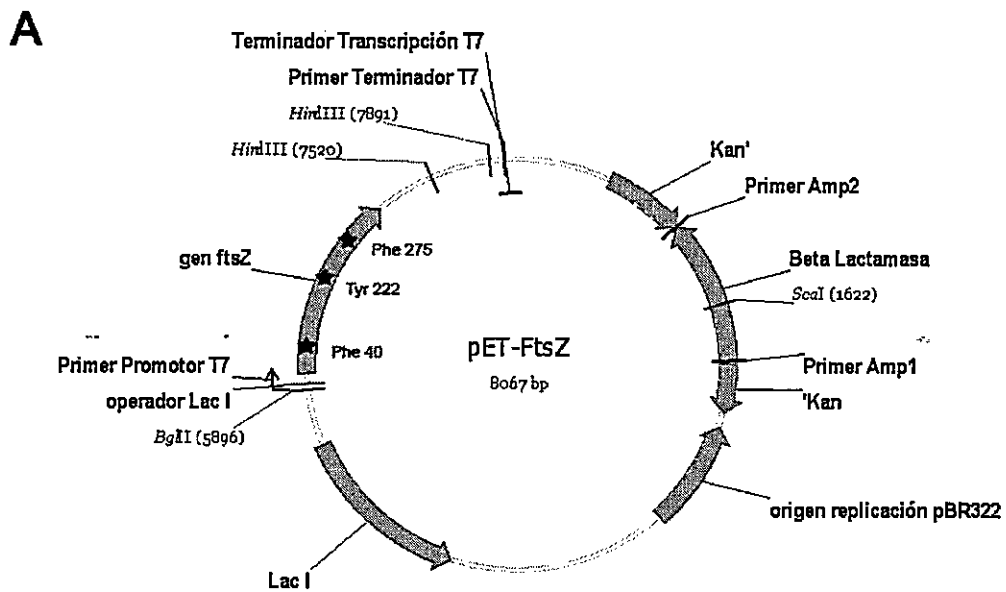 A
Terminador Transcripción T7
Primer Terminador T7
HindIII (7891)
HindIII (7520)
Kan'
Primer Amp2
gen ftsZ
Phe 275
Beta Lactamasa
Tyr 222
ScaI (1622)
Phe 40
pET-FtsZ
8067 bp
Primer Promotor T7
Primer Amp1
operador Lac I
'Kan
BglII (5896)
origen replicación pBR322
Lac I